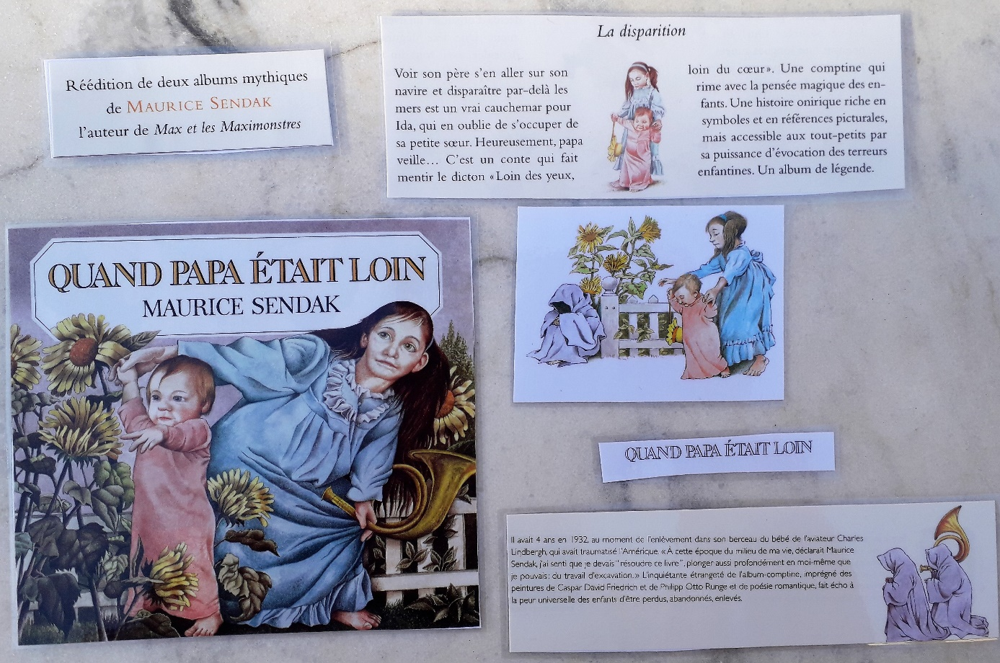 Réédition de deux albums mythiques
de MAURICE SENDAK
l'auteur de Max et les Maximonstres
La disparition
Voir son père s'en aller sur son
navire et disparaître par-delà les
mers est un vrai cauchemar pour
Ida, qui en oublie de s'occuper de
sa petite sœur. Heureusement, papa
veille... C'est un conte qui fait
mentir le dicton «Loin des yeux,
loin du cœur». Une comptine qui
rime avec la pensée magique des en-
fants. Une histoire onirique riche en
symboles et en références picturales,
mais accessible aux tout-petits par
sa puissance d'évocation des terreurs
enfantines. Un album de légende.
QUAND PAPA ÉTAIT LOIN
MAURICE SENDAK
QUAND PAPA ÉTAIT LOIN
Il avait 4 ans en 1932, au moment de l'enlèvement dans son berceau du bébé de l'aviateur Charles
Lindbergh, qui avait traumatisé l'Amérique. «À cette époque du milieu de ma vie, déclarait Maurice
Sendak, j'ai senti que je devais "résoudre ce livre", plonger aussi profondément en moi-même que
je pouvais : du travail d'excavation.» L'inquiétante étrangeté de l'album-comptine, imprégné des
peintures de Caspar David Friedrich et de Philipp Otto Runge et de poésie romantique, fait écho à
la peur universelle des enfants d'être perdus, abandonnés, enlevés.